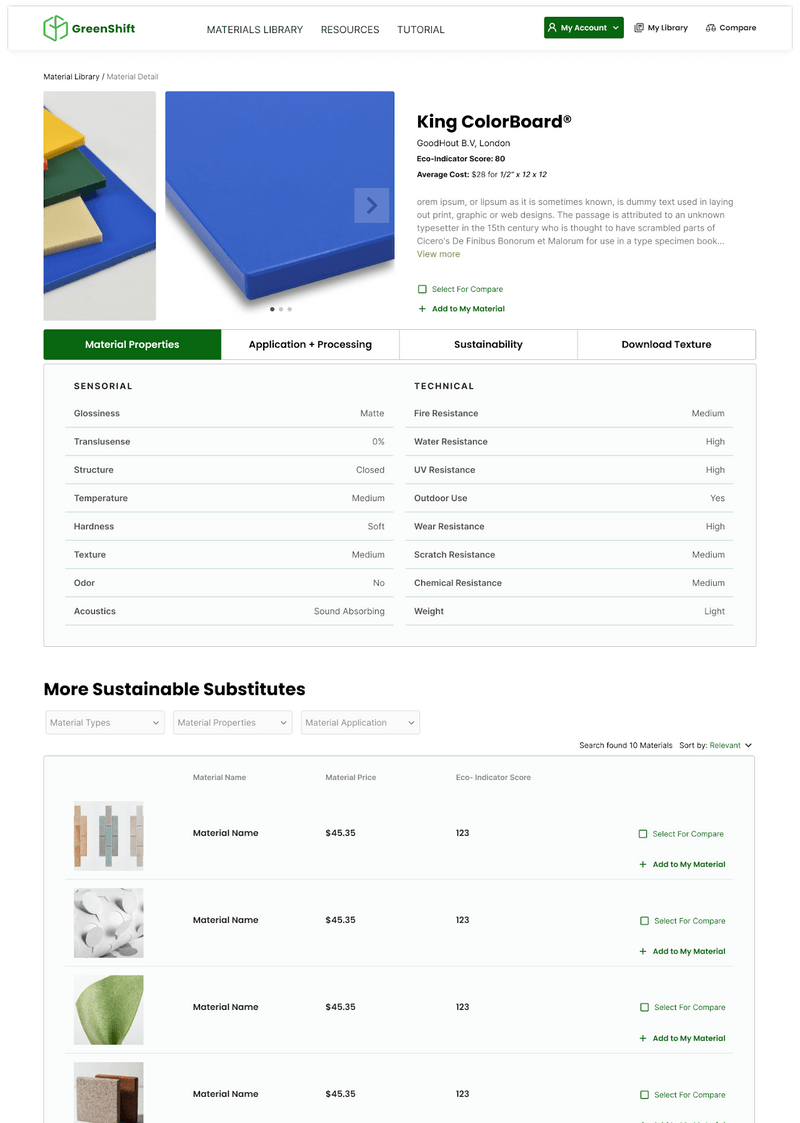 GreenShift
MATERIALS LIBRARY RESOURCES TUTORIAL
My Account My Library Compare
Material Library / Material Detail
King ColorBoard®
GoodHout B.V, London
Eco-Indicator Score: 80
Average Cost: $28 for 1/2" x 12 x 12
orem ipsum, or lipsum as it is sometimes known, is dummy text used in laying
out print, graphic or web designs. The passage is attributed to an unknown
typesetter in the 15th century who is thought to have scrambled parts of
Cicero's De Finibus Bonorum et Malorum for use in a type specimen book...
View more
Select For Compare
+ Add to My Material
Material Properties Application + Processing Sustainability Download Texture
SENSORIAL
Glossiness Matte
Translusense 0%
Structure Closed
Temperature Medium
Hardness Soft
Texture Medium
Odor No
Acoustics Sound Absorbing
TECHNICAL
Fire Resistance Medium
Water Resistance High
UV Resistance High
Outdoor Use Yes
Wear Resistance High
Scratch Resistance Medium
Chemical Resistance Medium
Weight Light
More Sustainable Substitutes
Material Types Material Properties Material Application
Search found 10 Materials Sort by: Relevant
Material Name Material Price Eco- Indicator Score
Material Name $45.35 123 Select For Compare
+ Add to My Material
Material Name $45.35 123 Select For Compare
+ Add to My Material
Material Name $45.35 123 Select For Compare
+ Add to My Material
Material Name $45.35 123 Select For Compare